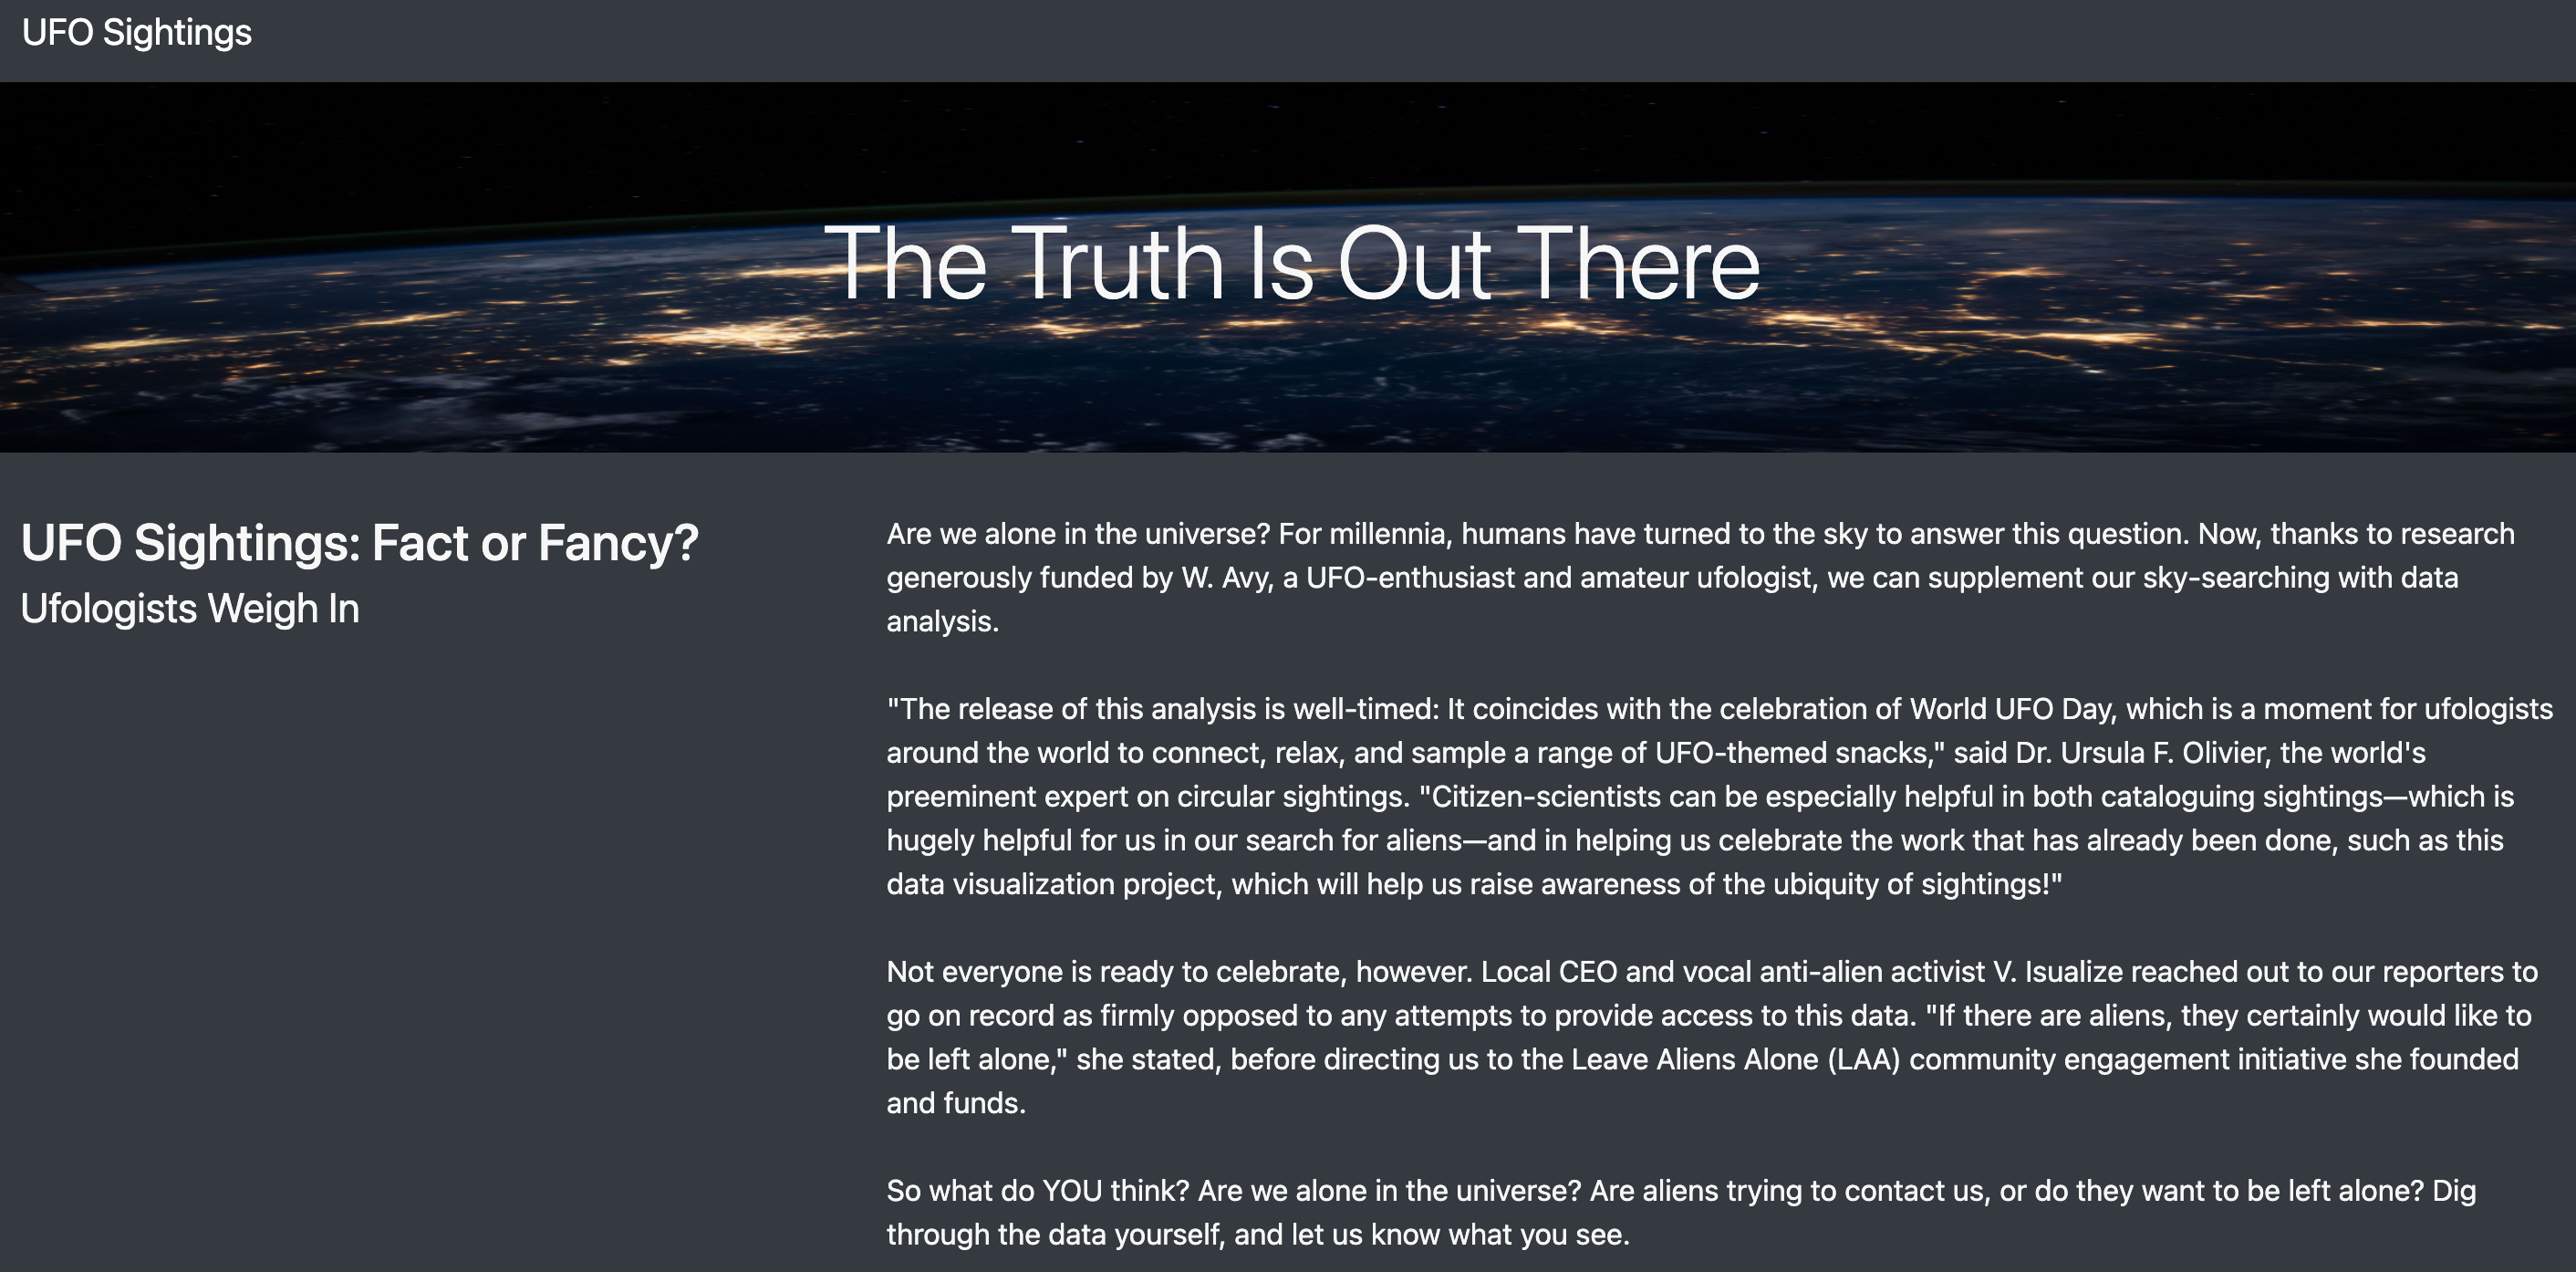 UFO Sightings
The Truth Is Out There
UFO Sightings: Fact or Fancy?
Ufologists Weigh In
Are we alone in the universe? For millennia, humans have turned to the sky to answer this question. Now, thanks to research
generously funded by W. Avy, a UFO-enthusiast and amateur ufologist, we can supplement our sky-searching with data
analysis.
"The release of this analysis is well-timed: It coincides with the celebration of World UFO Day, which is a moment for ufologists
around the world to connect, relax, and sample a range of UFO-themed snacks," said Dr. Ursula F. Olivier, the world's
preeminent expert on circular sightings. "Citizen-scientists can be especially helpful in both cataloguing sightings—which is
hugely helpful for us in our search for aliens—and in helping us celebrate the work that has already been done, such as this
data visualization project, which will help us raise awareness of the ubiquity of sightings!"
Not everyone is ready to celebrate, however. Local CEO and vocal anti-alien activist V. Isualize reached out to our reporters to
go on record as firmly opposed to any attempts to provide access to this data. "If there are aliens, they certainly would like to
be left alone," she stated, before directing us to the Leave Aliens Alone (LAA) community engagement initiative she founded
and funds.
So what do YOU think? Are we alone in the universe? Are aliens trying to contact us, or do they want to be left alone? Dig
through the data yourself, and let us know what you see.